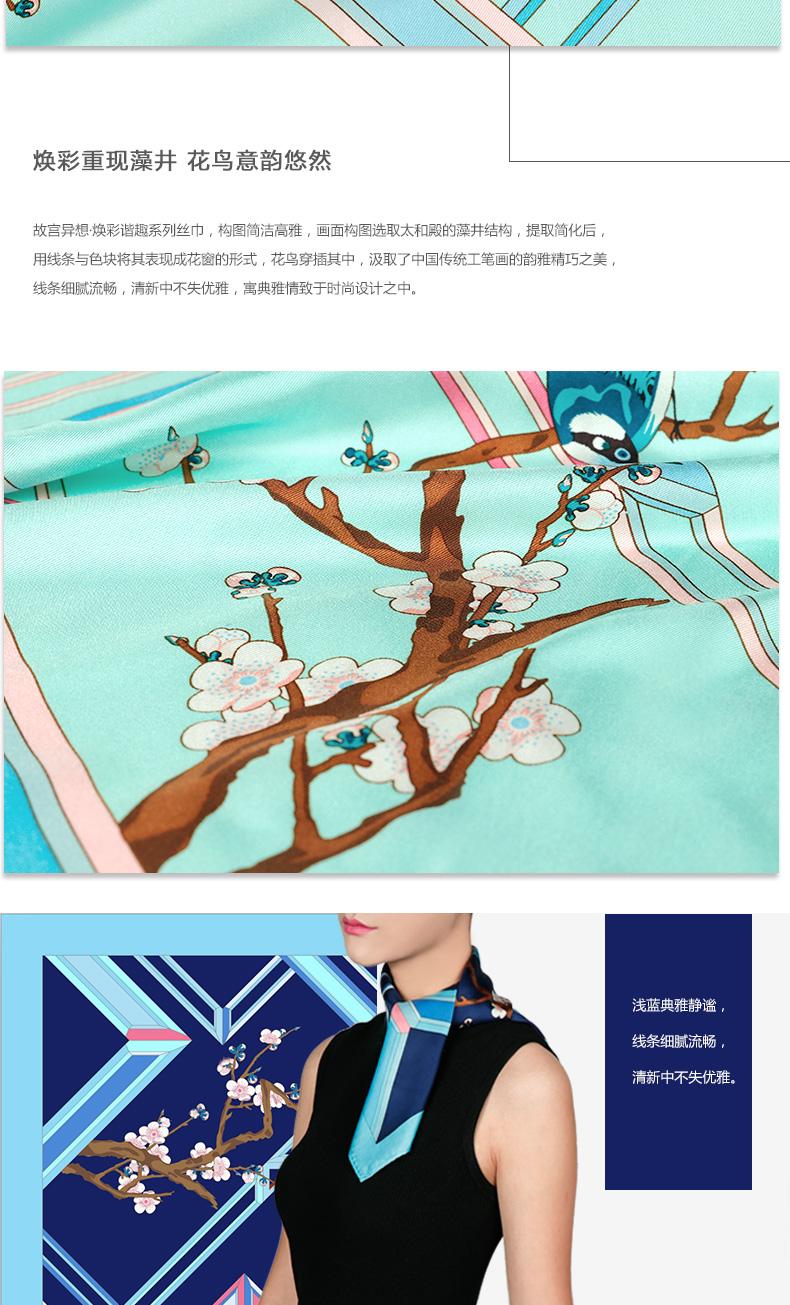 焕彩重现藻井 花鸟意韵悠然
故宫异想·焕彩谐趣系列丝巾，构图简洁高雅，画面构图选取太和殿的藻井结构，提取简化后，
用线条与色块将其表现成花窗的形式，花鸟穿插其中，汲取了中国传统工笔画的韵雅精巧之美，
线条细腻流畅，清新中不失优雅，寓典雅情致于时尚设计之中。
浅蓝典雅静谧，
线条细腻流畅，
清新中不失优雅。